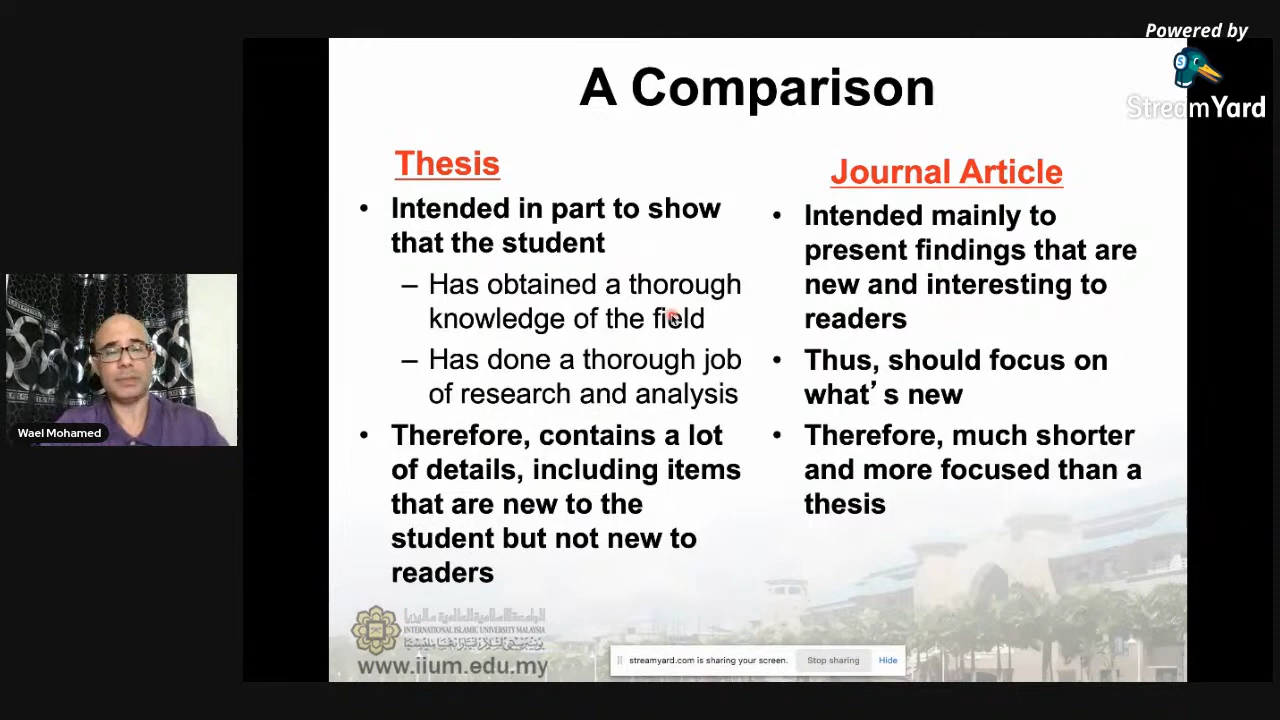 Powered by
StreamYard
A Comparison
Thesis
• Intended in part to show
that the student
– Has obtained a thorough
knowledge of the field
– Has done a thorough job
of research and analysis
• Therefore, contains a lot
of details, including items
that are new to the
student but not new to
readers
Journal Article
• Intended mainly to
present findings that are
new and interesting to
readers
• Thus, should focus on
what's new
• Therefore, much shorter
and more focused than a
thesis
Wael Mohamed
INTERNATIONAL ISLAMIC UNIVERSITY MALAYSIA
www.iium.edu.my
streamyard.com is sharing your screen.
Stop sharing
Hide